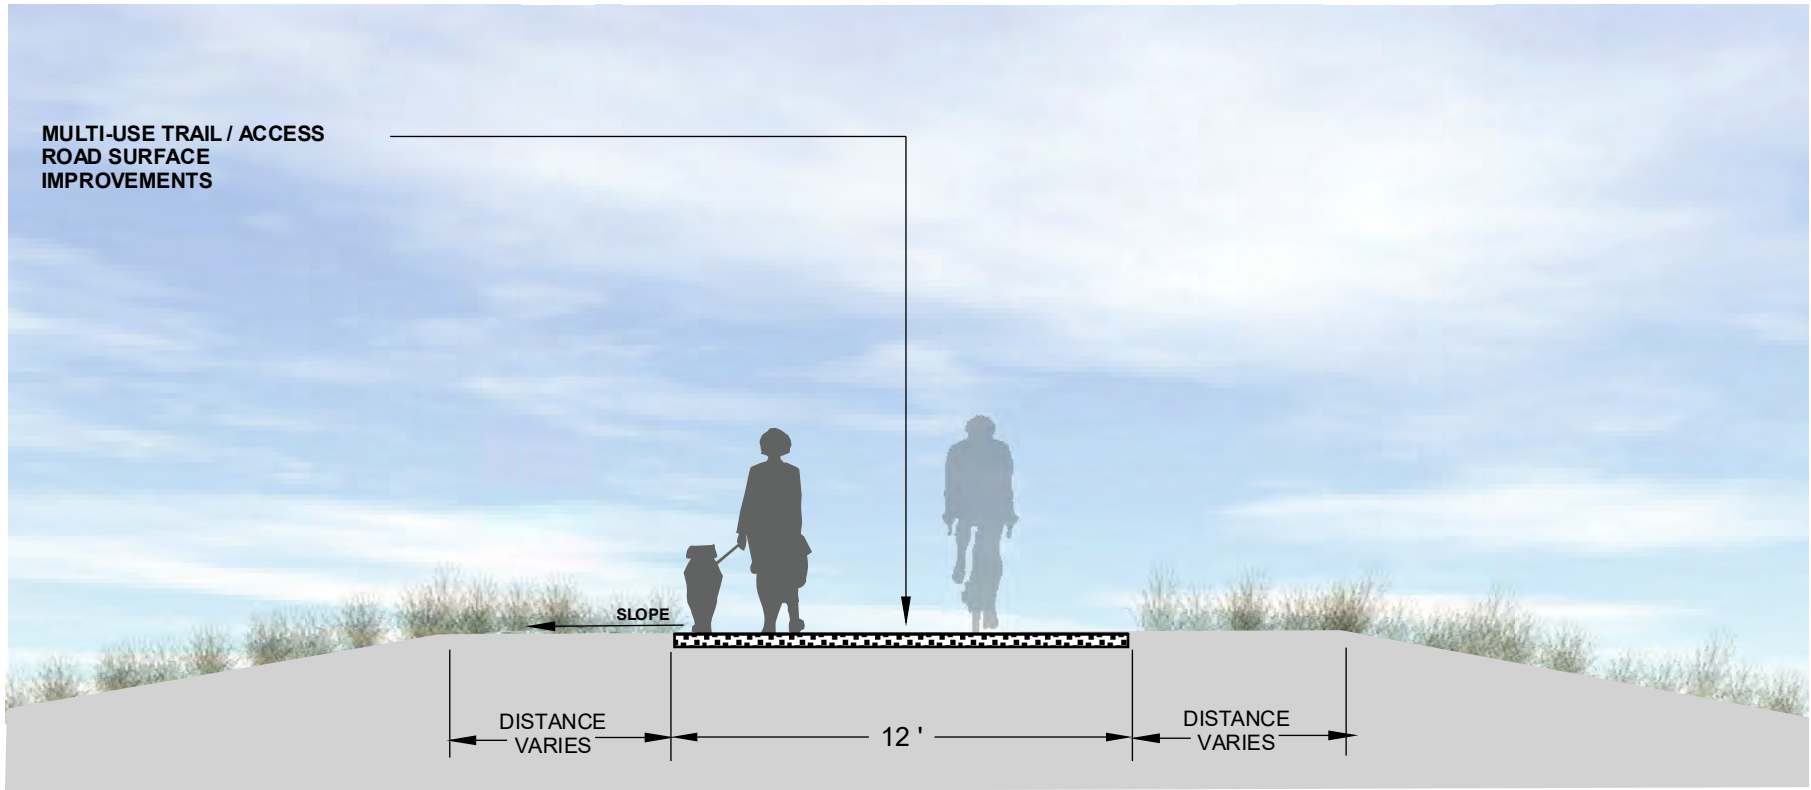 MULTI-USE TRAIL / ACCESS
ROAD SURFACE
IMPROVEMENTS
SLOPE
DISTANCE
VARIES
12 '
DISTANCE
VARIES